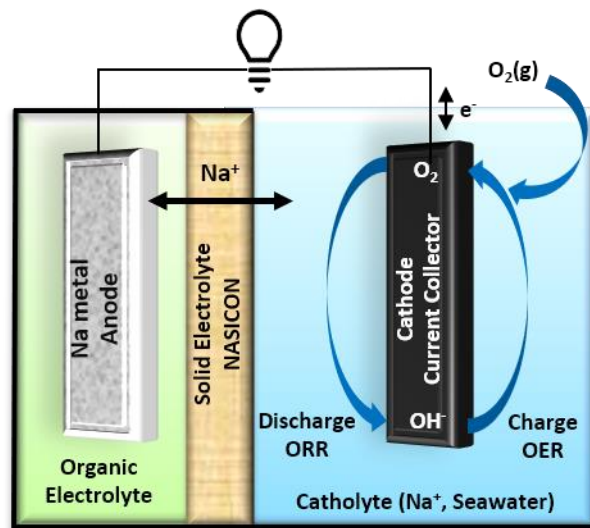 O₂(g)
e⁻
Na⁺
Na metal
Anode
Solid Electrolyte
NASICON
O₂
Cathode
Current Collector
OH⁻
Discharge
ORR
Charge
OER
Organic
Electrolyte
Catholyte (Na⁺, Seawater)